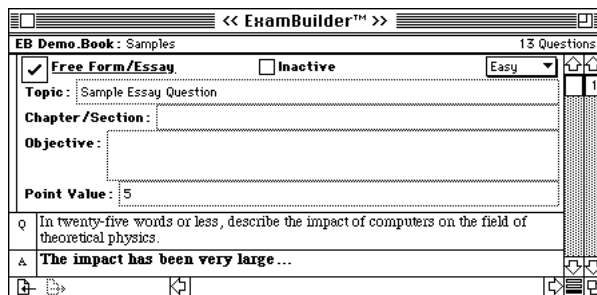 << ExamBuilder™ >>
EB Demo.Book : Samples 13 Questions
Free Form/Essay Inactive Easy
Topic: Sample Essay Question
Chapter/Section:
Objective:
Point Value: 5
Q In twenty-five words or less, describe the impact of computers on the field of
theoretical physics.
A The impact has been very large...
1